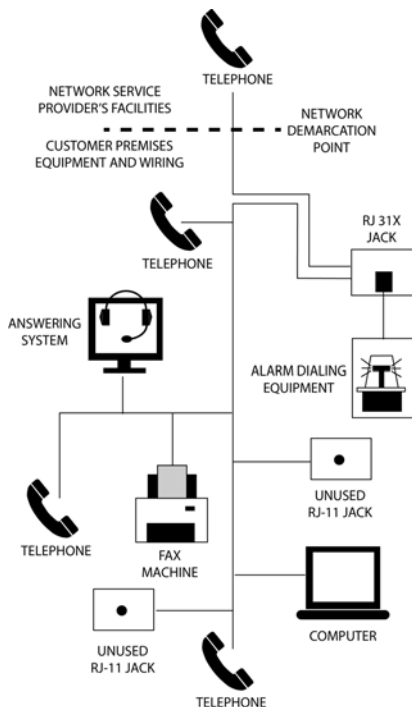 TELEPHONE
NETWORK SERVICE
PROVIDER'S FACILITIES
NETWORK
DEMARCATION
POINT
CUSTOMER PREMISES
EQUIPMENT AND WIRING
RJ 31X
JACK
TELEPHONE
ANSWERING
SYSTEM
ALARM DIALING
EQUIPMENT
UNUSED
RJ-11 JACK
TELEPHONE
FAX
MACHINE
COMPUTER
UNUSED
RJ-11 JACK
TELEPHONE